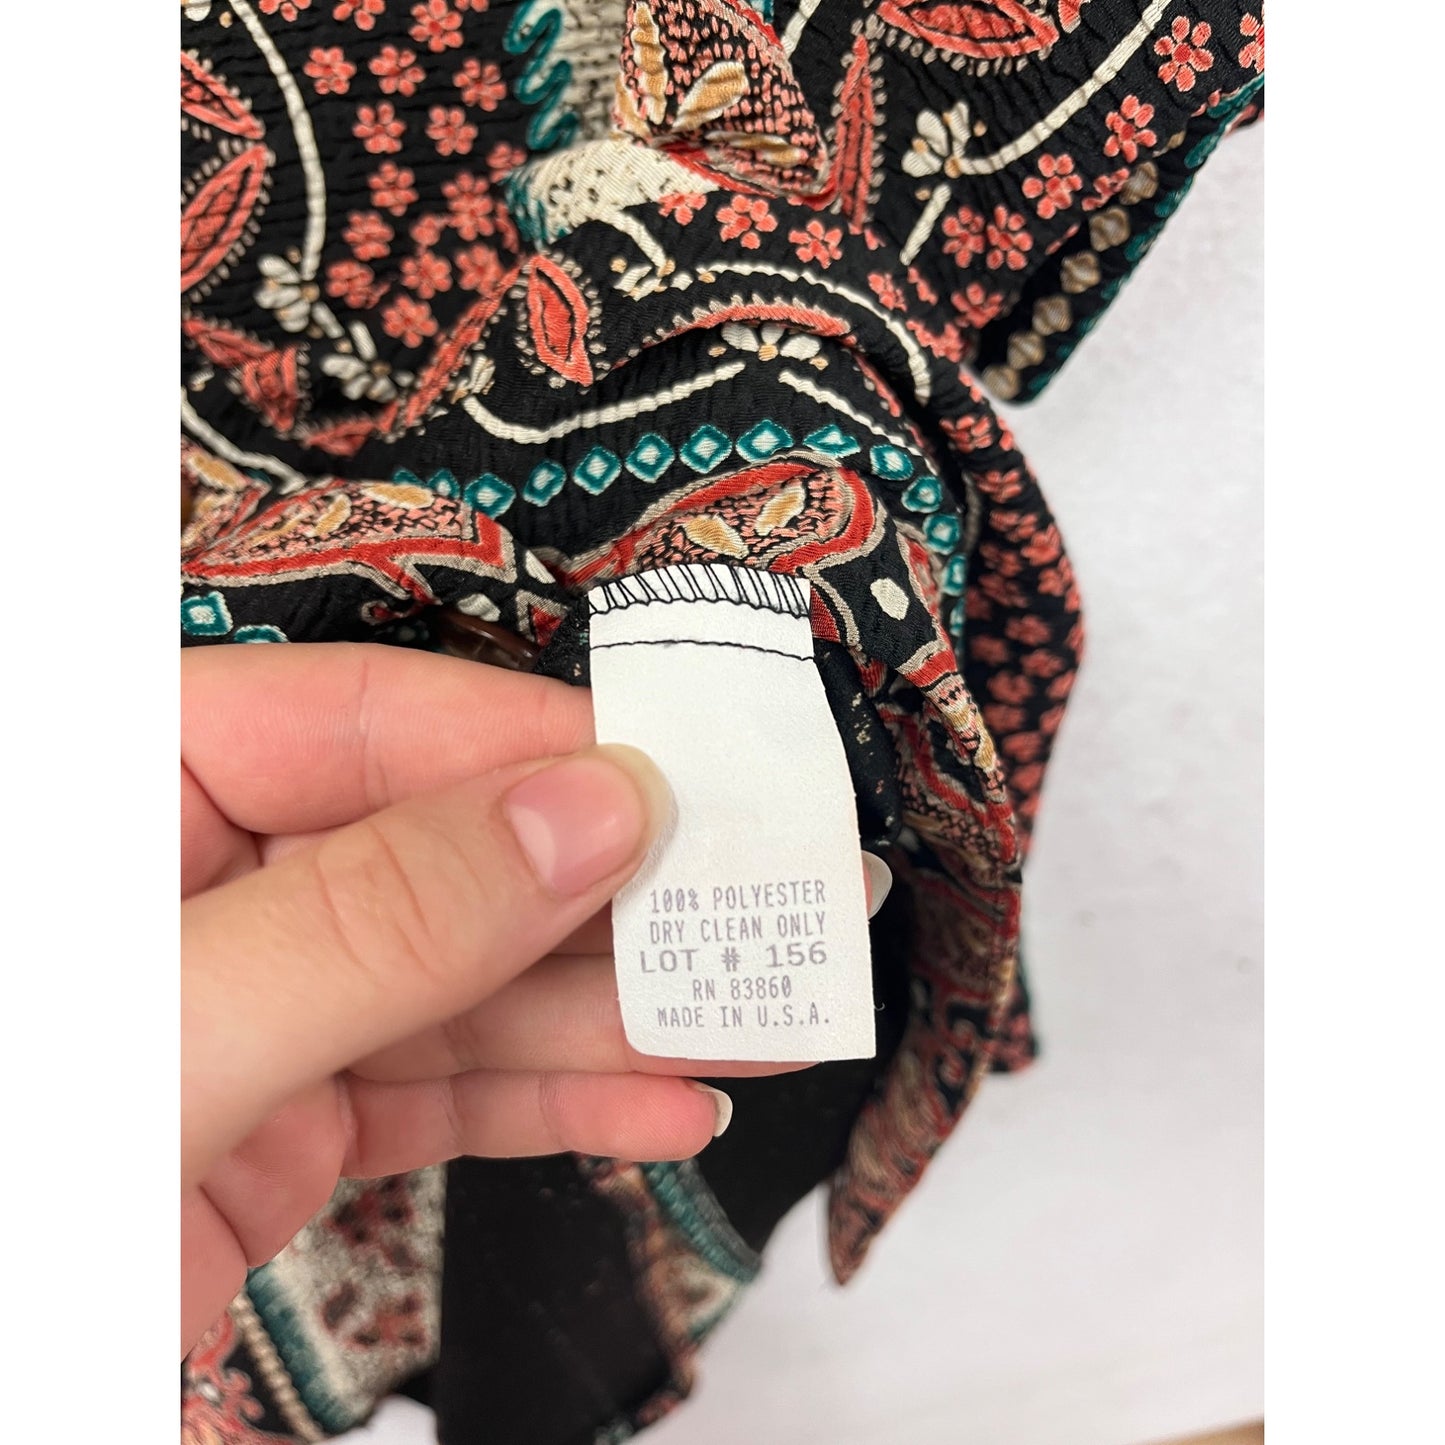 100% POLYESTER
DRY CLEAN ONLY
LOT # 156
RN 83860
MADE IN U.S.A.